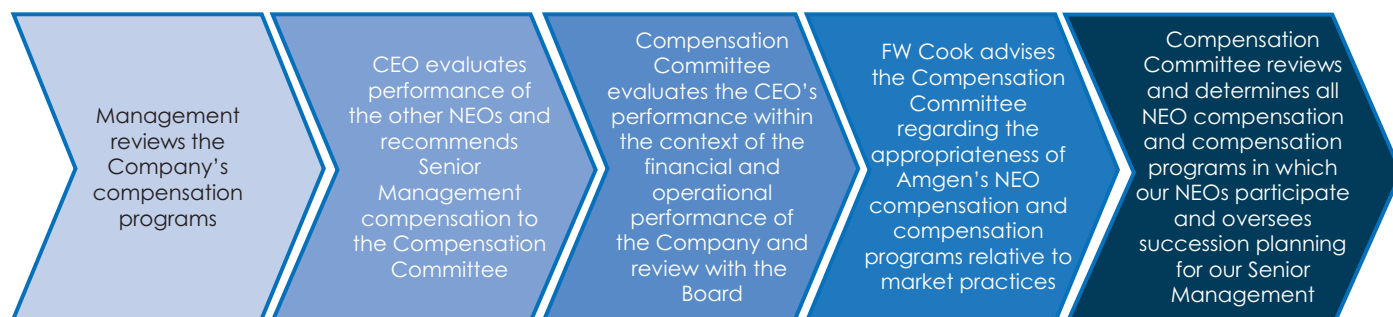 Management
reviews the
Company's
compensation
programs
CEO evaluates
performance of
the other NEOs and
recommends
Senior
Management
compensation to
the Compensation
Committee
Compensation
Committee
evaluates the CEO’s
performance within
the context of the
financial and
operational
performance of
the Company and
review with the
Board
FW Cook advises
the Compensation
Committee
regarding the
appropriateness of
Amgen’s NEO
compensation and
compensation
programs relative to
market practices
Compensation
Committee reviews
and determines all
NEO compensation
and compensation
programs in which
our NEOs participate
and oversees
succession planning
for our Senior
Management